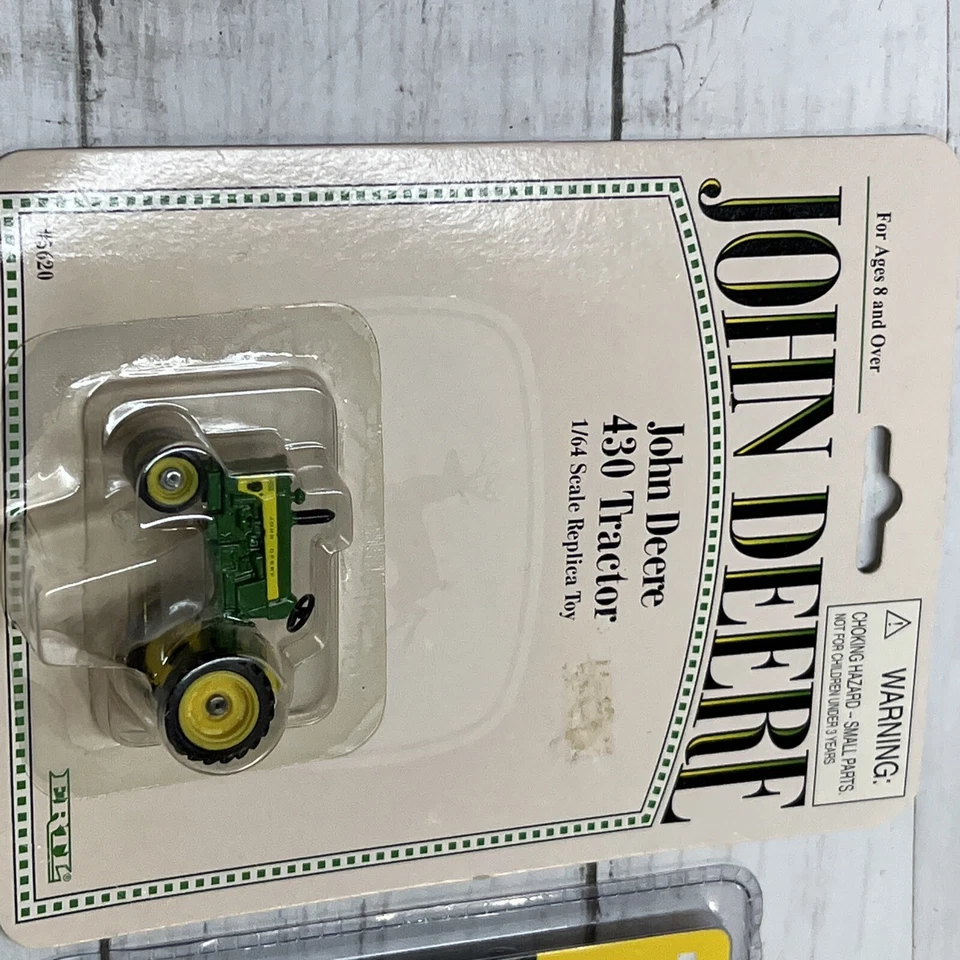 For Ages 8 and Over
⚠ WARNING:
CHOKING HAZARD – SMALL PARTS.
NOT FOR CHILDREN UNDER 3 YEARS
JOHN DEERE
John Deere
430 Tractor
1/64 Scale Replica Toy
JOHN DEERE
#5620
ERTL®